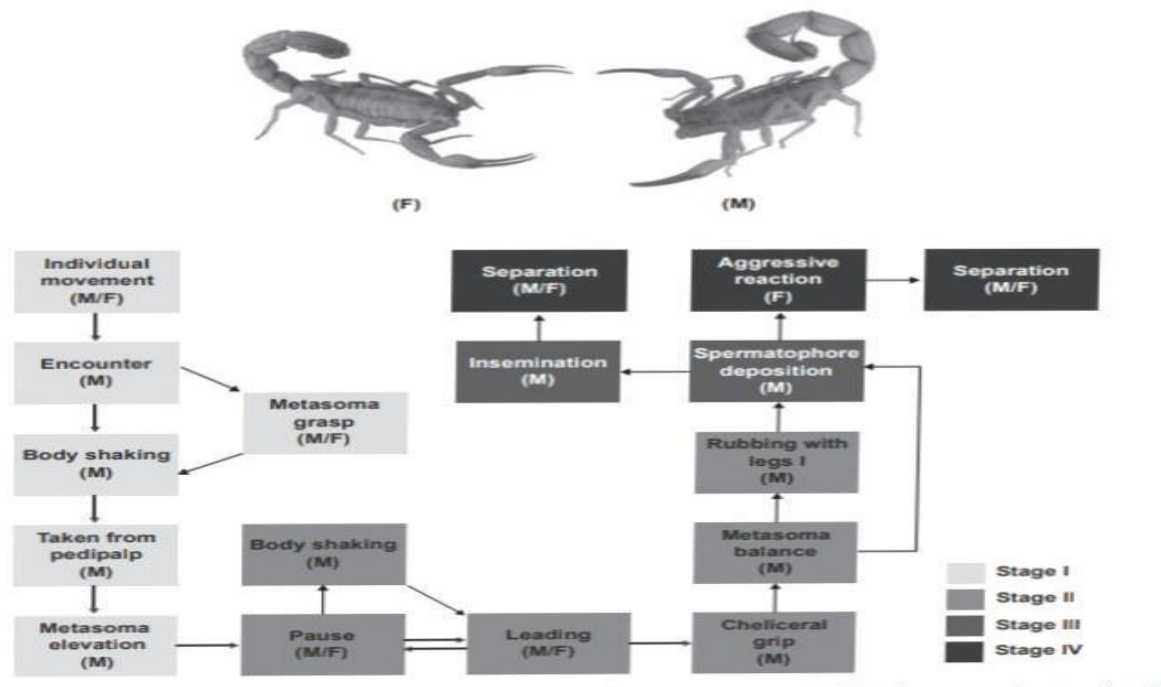 (F)
(M)
Individual
movement
(M/F)
Encounter
(M)
Metasoma
grasp
(M/F)
Body shaking
(M)
Taken from
pedipalp
(M)
Metasoma
elevation
(M)
Body shaking
(M)
Pause
(M/F)
Leading
(M/F)
Cheliceral
grip
(M)
Metasoma
balance
(M)
Rubbing with
legs I
(M)
Spermatophore
deposition
(M)
Insemination
(M)
Separation
(M/F)
Aggressive
reaction
(F)
Separation
(M/F)
Stage I
Stage II
Stage III
Stage IV